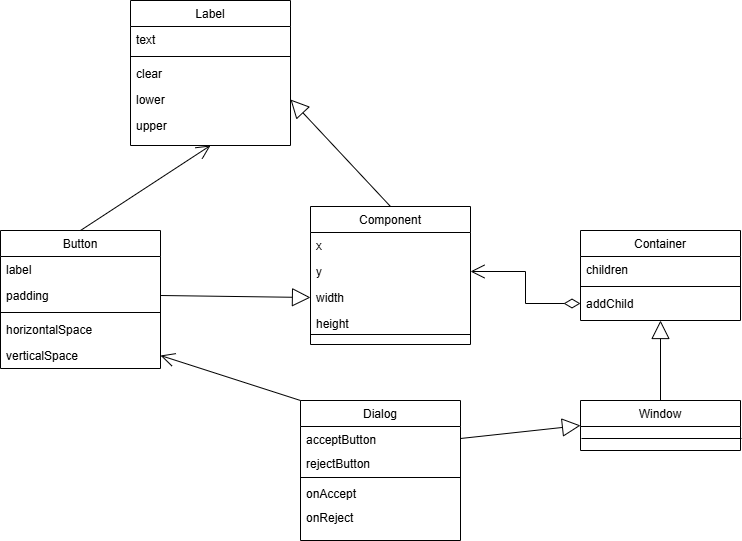 Label
text
clear
lower
upper
Component
x
y
width
height
Button
label
padding
horizontalSpace
verticalSpace
Container
children
addChild
Dialog
acceptButton
rejectButton
onAccept
onReject
Window